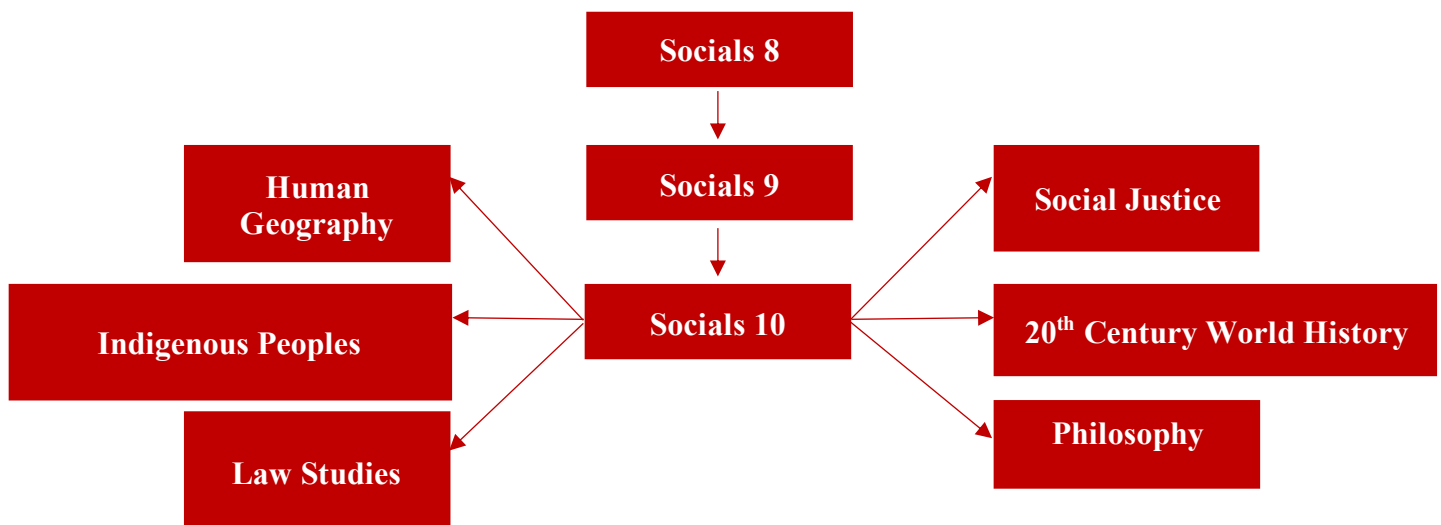 Socials 8
Socials 9
Human
Geography
Social Justice
Socials 10
Indigenous Peoples
20th Century World History
Law Studies
Philosophy